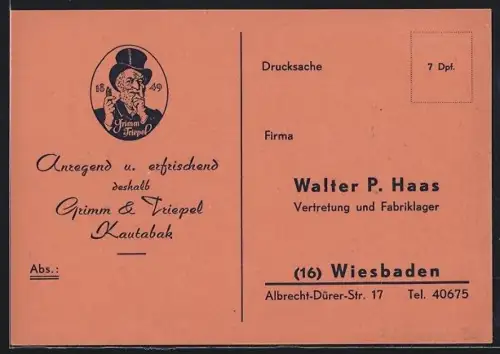 18 49
Grimm
Triepel
Anregend u. erfrischend
deshalb
Grimm & Triepel
Kautabak
Abs.:
Drucksache
7 Dpf.
Firma
Walter P. Haas
Vertretung und Fabriklager
(16) Wiesbaden
Albrecht-Dürer-Str. 17 Tel. 40675